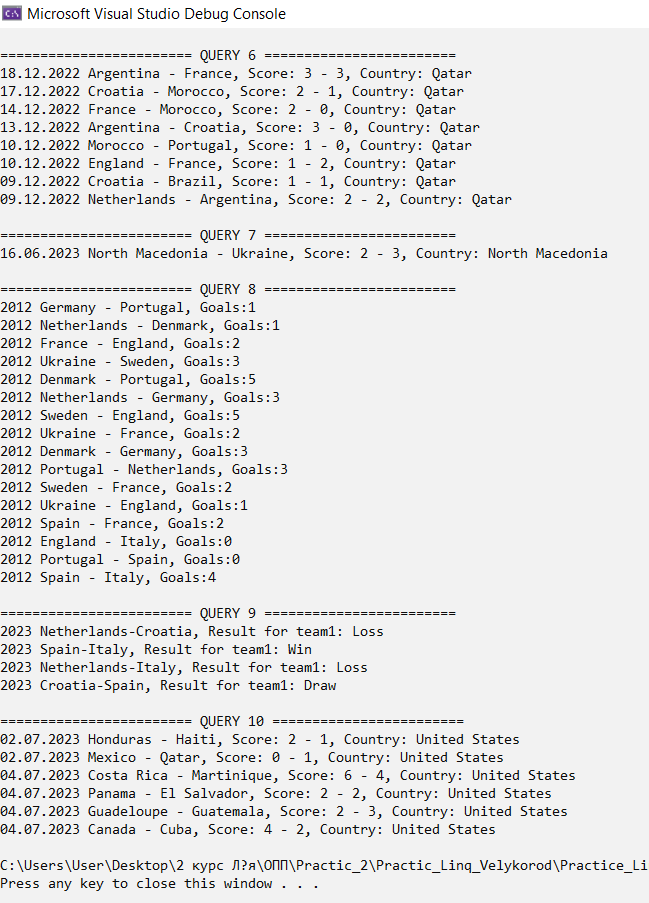 C:\ Microsoft Visual Studio Debug Console
======================== QUERY 6 ========================
18.12.2022 Argentina - France, Score: 3 - 3, Country: Qatar
17.12.2022 Croatia - Morocco, Score: 2 - 1, Country: Qatar
14.12.2022 France - Morocco, Score: 2 - 0, Country: Qatar
13.12.2022 Argentina - Croatia, Score: 3 - 0, Country: Qatar
10.12.2022 Morocco - Portugal, Score: 1 - 0, Country: Qatar
10.12.2022 England - France, Score: 1 - 2, Country: Qatar
09.12.2022 Croatia - Brazil, Score: 1 - 1, Country: Qatar
09.12.2022 Netherlands - Argentina, Score: 2 - 2, Country: Qatar
======================== QUERY 7 ========================
16.06.2023 North Macedonia - Ukraine, Score: 2 - 3, Country: North Macedonia
======================== QUERY 8 ========================
2012 Germany - Portugal, Goals:1
2012 Netherlands - Denmark, Goals:1
2012 France - England, Goals:2
2012 Ukraine - Sweden, Goals:3
2012 Denmark - Portugal, Goals:5
2012 Netherlands - Germany, Goals:3
2012 Sweden - England, Goals:5
2012 Ukraine - France, Goals:2
2012 Denmark - Germany, Goals:3
2012 Portugal - Netherlands, Goals:3
2012 Sweden - France, Goals:2
2012 Ukraine - England, Goals:1
2012 Spain - France, Goals:2
2012 England - Italy, Goals:0
2012 Portugal - Spain, Goals:0
2012 Spain - Italy, Goals:4
======================== QUERY 9 ========================
2023 Netherlands-Croatia, Result for team1: Loss
2023 Spain-Italy, Result for team1: Win
2023 Netherlands-Italy, Result for team1: Loss
2023 Croatia-Spain, Result for team1: Draw
======================== QUERY 10 ========================
02.07.2023 Honduras - Haiti, Score: 2 - 1, Country: United States
02.07.2023 Mexico - Qatar, Score: 0 - 1, Country: United States
04.07.2023 Costa Rica - Martinique, Score: 6 - 4, Country: United States
04.07.2023 Panama - El Salvador, Score: 2 - 2, Country: United States
04.07.2023 Guadeloupe - Guatemala, Score: 2 - 3, Country: United States
04.07.2023 Canada - Cuba, Score: 4 - 2, Country: United States
C:\Users\User\Desktop\2 курс Л?я\ОПП\Practic_2\Practic_Linq_Velykorod\Practice_Li
Press any key to close this window . . .